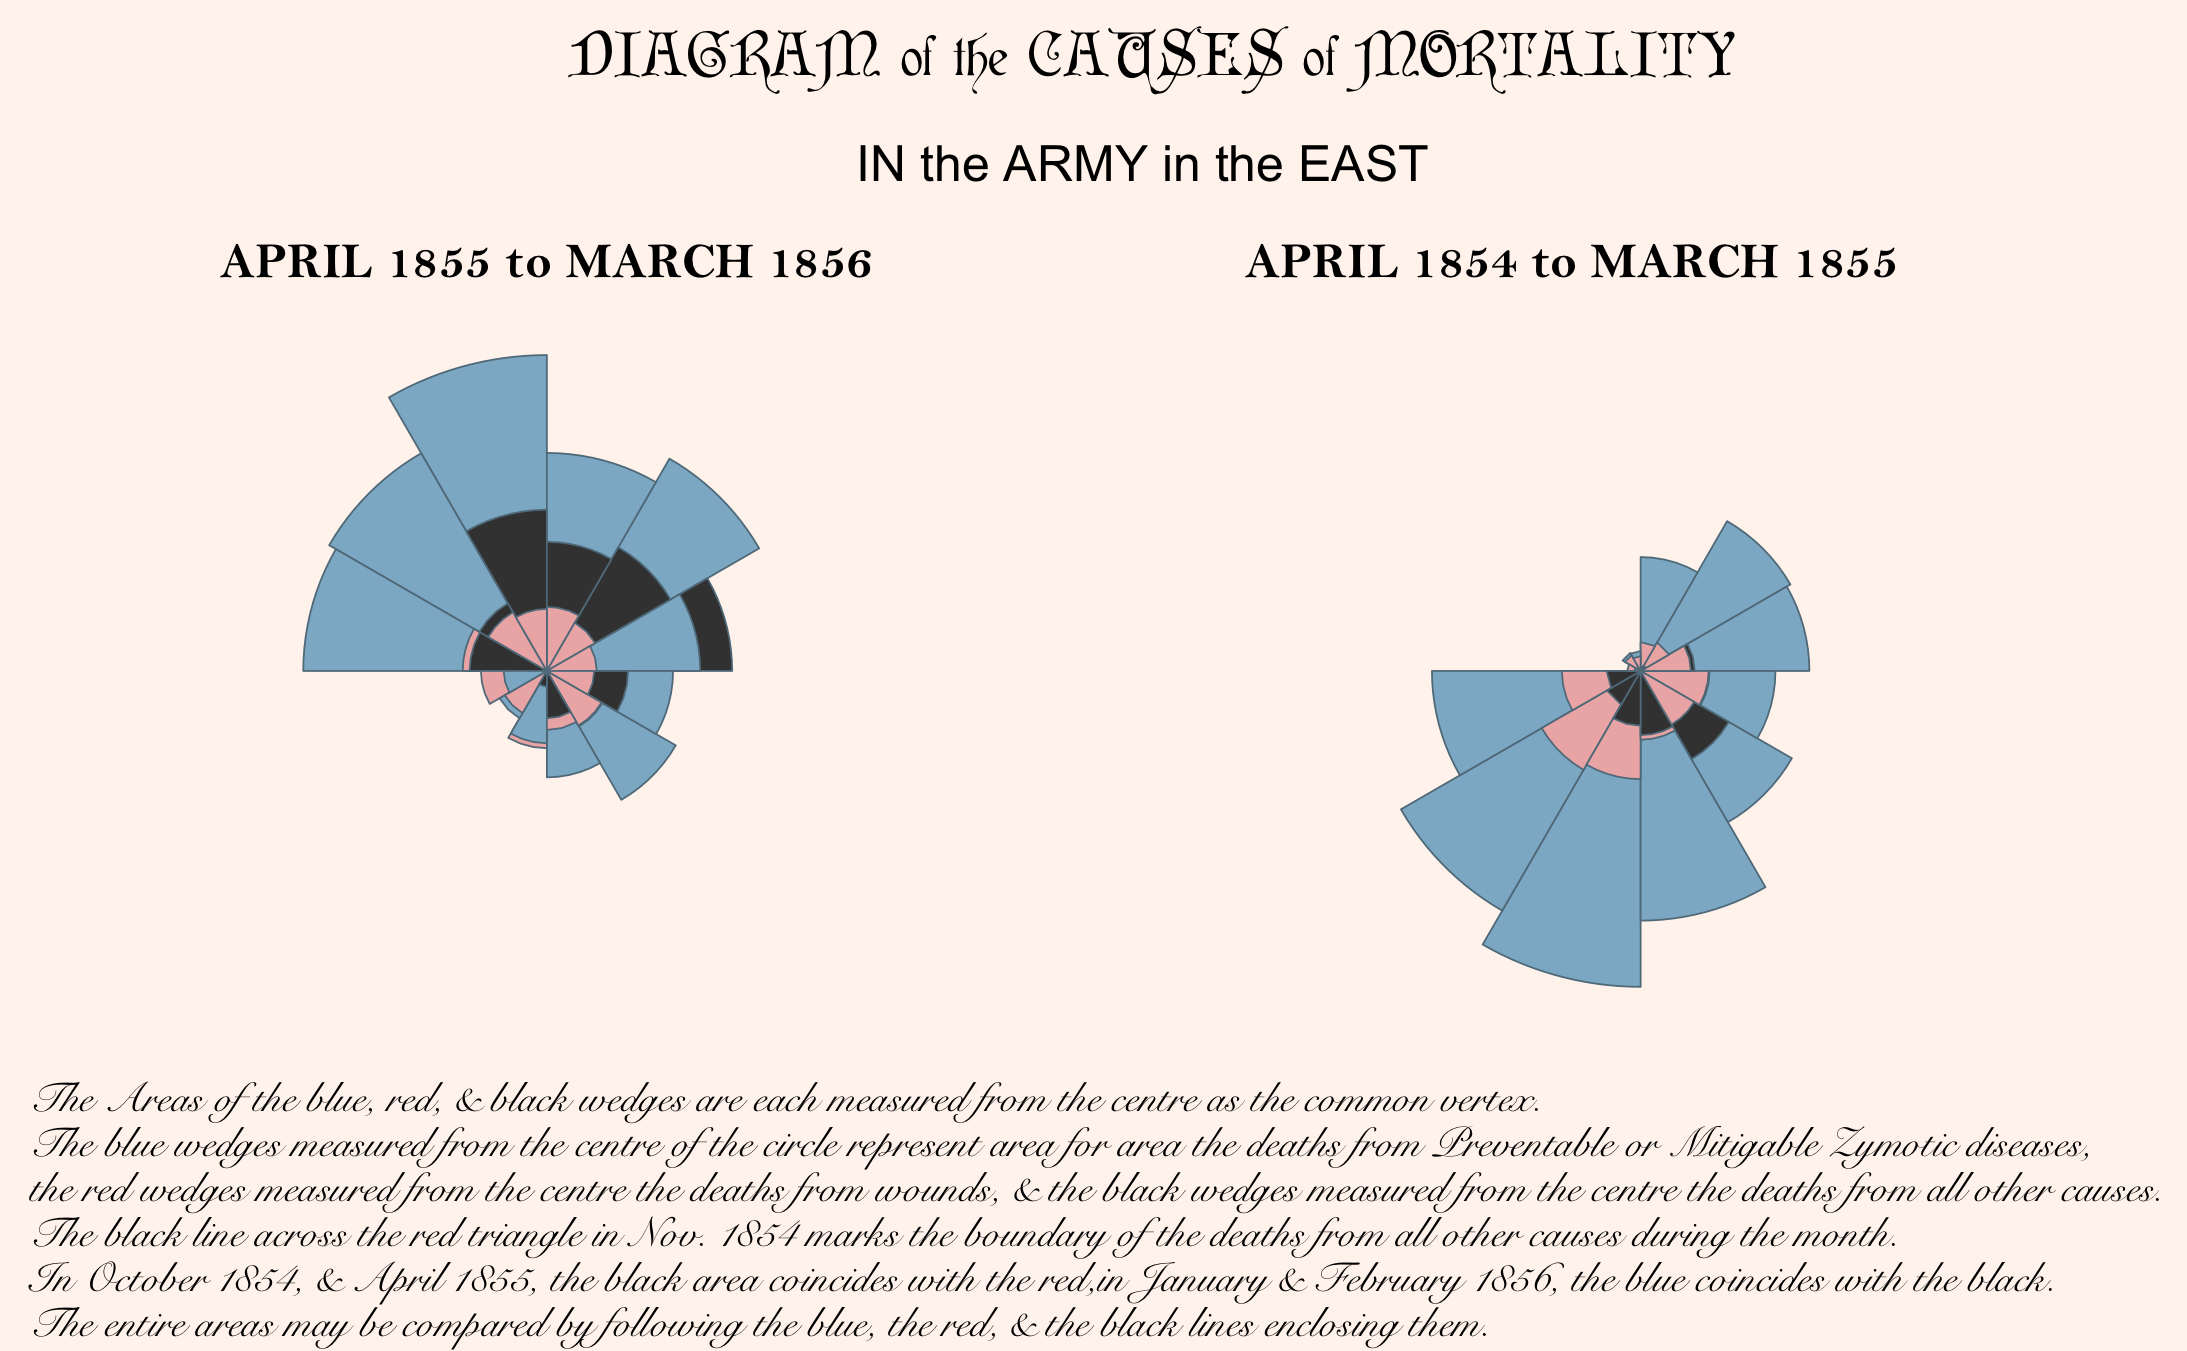 DIAGRAM of the CAUSES of MORTALITY
IN the ARMY in the EAST
APRIL 1855 to MARCH 1856
APRIL 1854 to MARCH 1855
The Areas of the blue, red, & black wedges are each measured from the centre as the common vertex.
The blue wedges measured from the centre of the circle represent area for area the deaths from Preventable or Mitigable Zymotic diseases,
the red wedges measured from the centre the deaths from wounds, & the black wedges measured from the centre the deaths from all other causes.
The black line across the red triangle in Nov. 1854 marks the boundary of the deaths from all other causes during the month.
In October 1854, & April 1855, the black area coincides with the red,in January & February 1856, the blue coincides with the black.
The entire areas may be compared by following the blue, the red, & the black lines enclosing them.